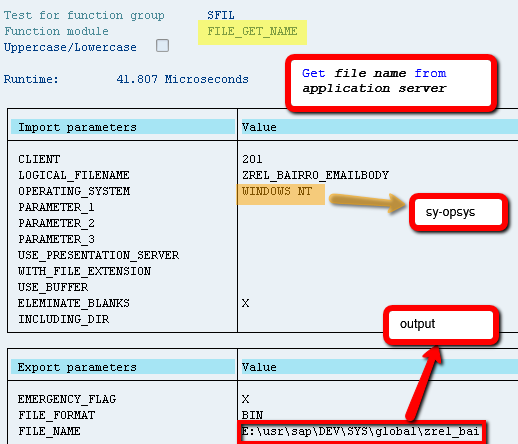 Test for function group SFIL
Function module FILE_GET_NAME
Uppercase/Lowercase
Runtime: 41.807 Microseconds
Get file name from
application server
Import parameters Value
CLIENT 201
LOGICAL_FILENAME ZREL_BAIRRO_EMAILBODY
OPERATING_SYSTEM WINDOWS NT
PARAMETER_1
sy-opsys
PARAMETER_2
PARAMETER_3
USE_PRESENTATION_SERVER
WITH_FILE_EXTENSION
USE_BUFFER
ELEMINATE_BLANKS X
INCLUDING_DIR
output
Export parameters Value
EMERGENCY_FLAG X
FILE_FORMAT BIN
FILE_NAME E:\usr\sap\DEV\SYS\global\zrel_bai